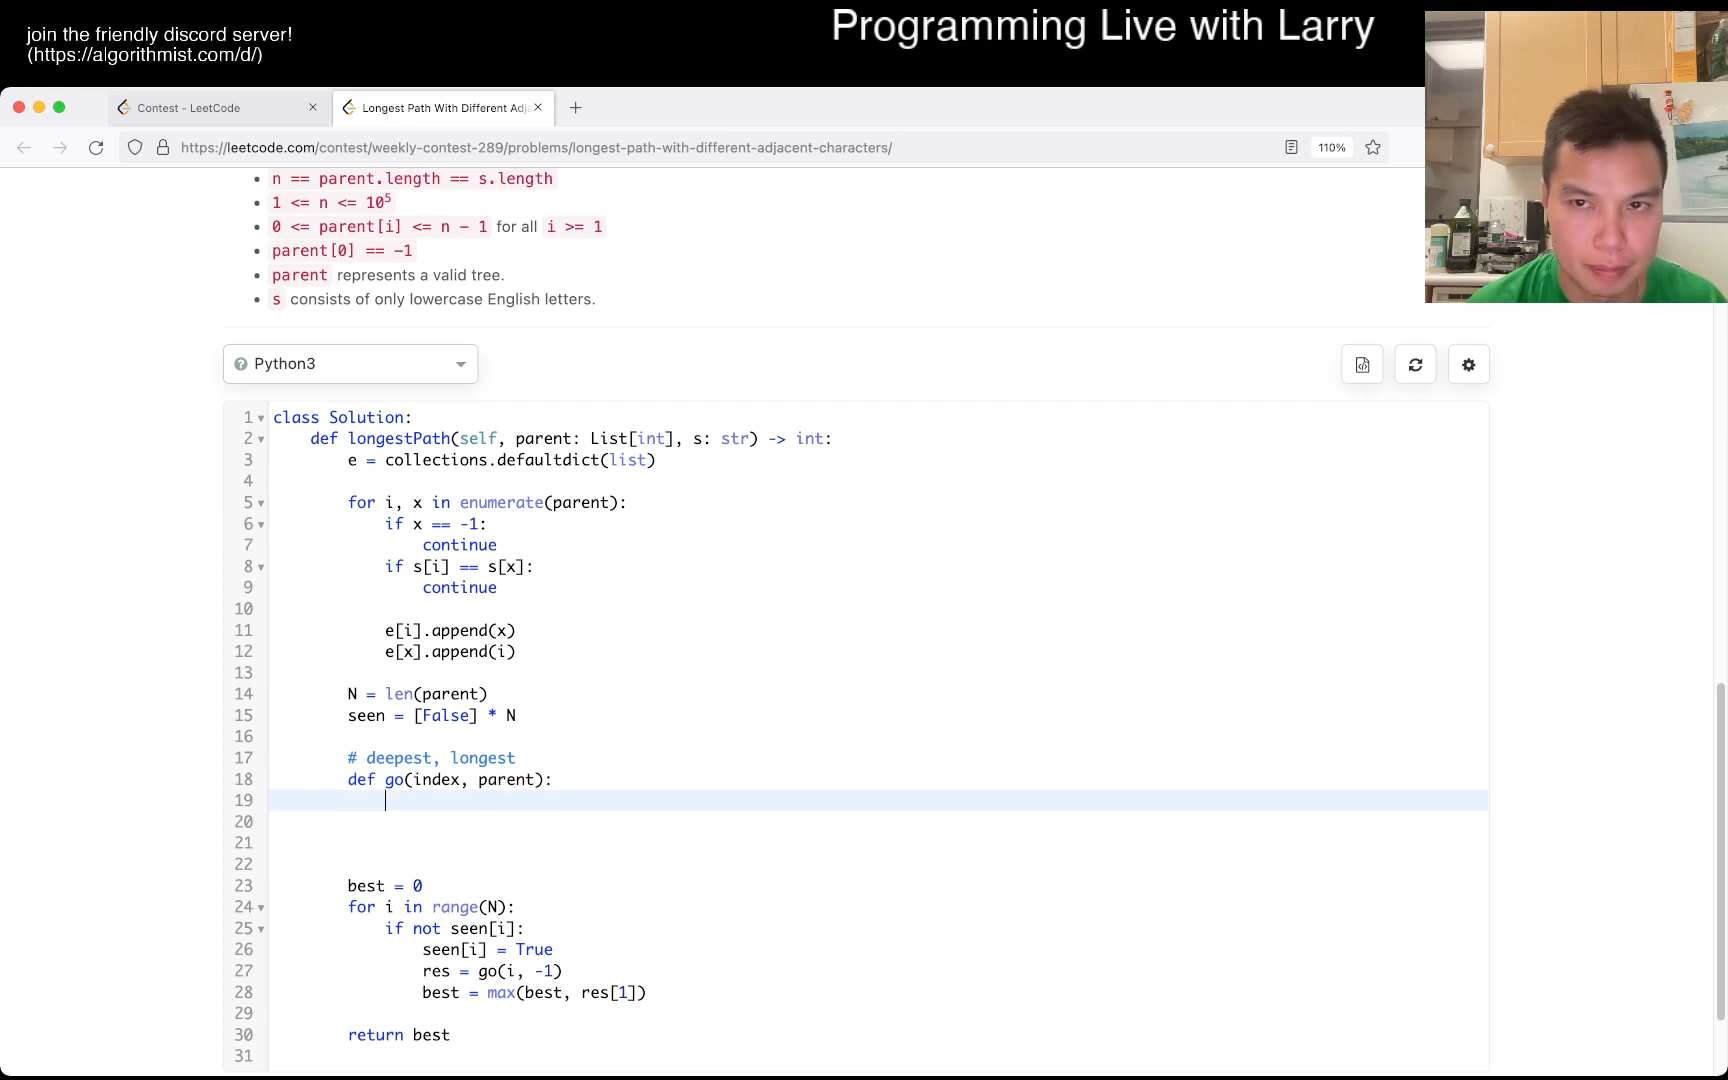 join the friendly discord server!
(https://algorithmist.com/d/)
Programming Live with Larry
Contest - LeetCode
Longest Path With Different Adj
https://leetcode.com/contest/weekly-contest-289/problems/longest-path-with-different-adjacent-characters/
110%
n == parent.length == s.length
1 <= n <= 10⁵
0 <= parent[i] <= n - 1 for all i >= 1
parent[0] == -1
parent represents a valid tree.
s consists of only lowercase English letters.
Python3
1 class Solution:
2 def longestPath(self, parent: List[int], s: str) -> int:
3 e = collections.defaultdict(list)
4
5 for i, x in enumerate(parent):
6 if x == -1:
7 continue
8 if s[i] == s[x]:
9 continue
10
11 e[i].append(x)
12 e[x].append(i)
13
14 N = len(parent)
15 seen = [False] * N
16
17 # deepest, longest
18 def go(index, parent):
19
20
21
22
23 best = 0
24 for i in range(N):
25 if not seen[i]:
26 seen[i] = True
27 res = go(i, -1)
28 best = max(best, res[1])
29
30 return best
31